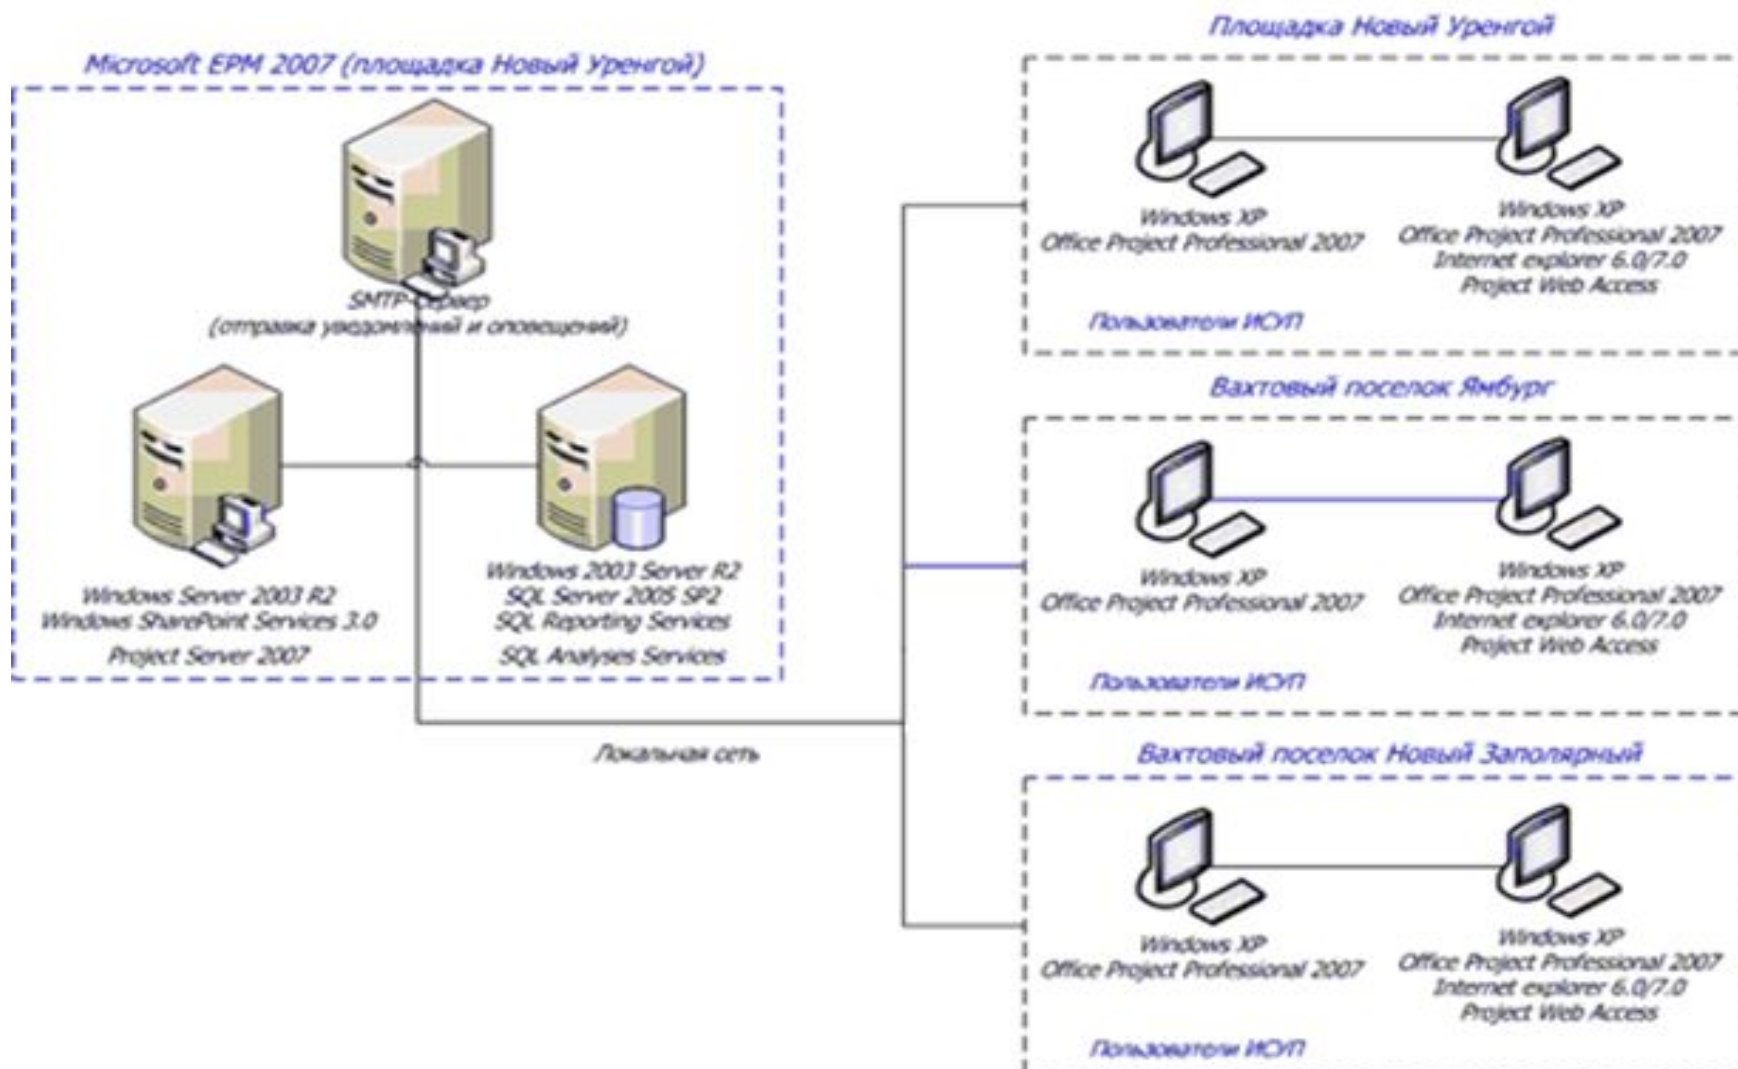 Microsoft EPM 2007 (площадка Новый Уренгой)
SMTP-сервер
(отправка уведомлений и оповещений)
Windows Server 2003 R2
Windows SharePoint Services 3.0
Project Server 2007
Windows 2003 Server R2
SQL Server 2005 SP2
SQL Reporting Services
SQL Analyses Services
Локальная сеть
Площадка Новый Уренгой
Windows XP
Office Project Professional 2007
Windows XP
Office Project Professional 2007
Internet explorer 6.0/7.0
Project Web Access
Пользователи ИСУП
Вахтовый поселок Ямбург
Windows XP
Office Project Professional 2007
Windows XP
Office Project Professional 2007
Internet explorer 6.0/7.0
Project Web Access
Пользователи ИСУП
Вахтовый поселок Новый Заполярный
Windows XP
Office Project Professional 2007
Windows XP
Office Project Professional 2007
Internet explorer 6.0/7.0
Project Web Access
Пользователи ИСУП